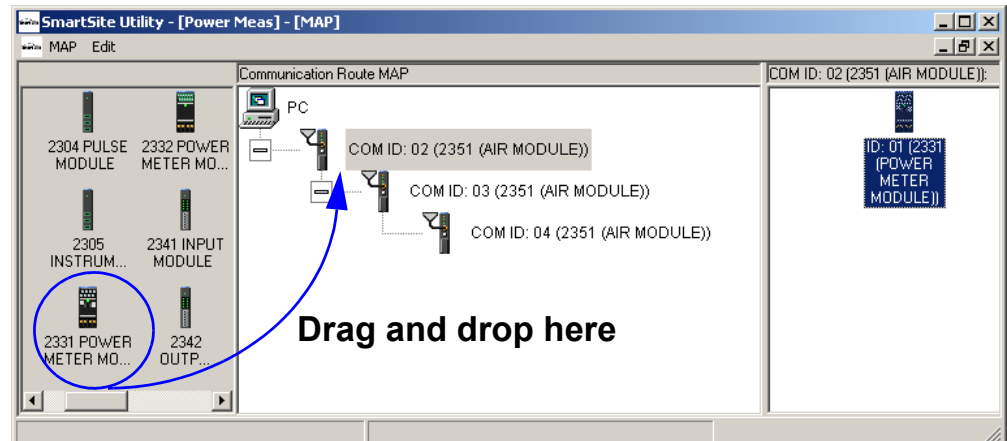 SmartSite Utility - [Power Meas] - [MAP]
MAP Edit
Communication Route MAP
COM ID: 02 (2351 (AIR MODULE)):
2304 PULSE
MODULE
2332 POWER
METER MO...
2305
INSTRUM...
2341 INPUT
MODULE
2331 POWER
METER MO...
2342
OUTP...
PC
COM ID: 02 (2351 (AIR MODULE))
COM ID: 03 (2351 (AIR MODULE))
COM ID: 04 (2351 (AIR MODULE))
Drag and drop here
ID: 01 (2331
(POWER
METER
MODULE))